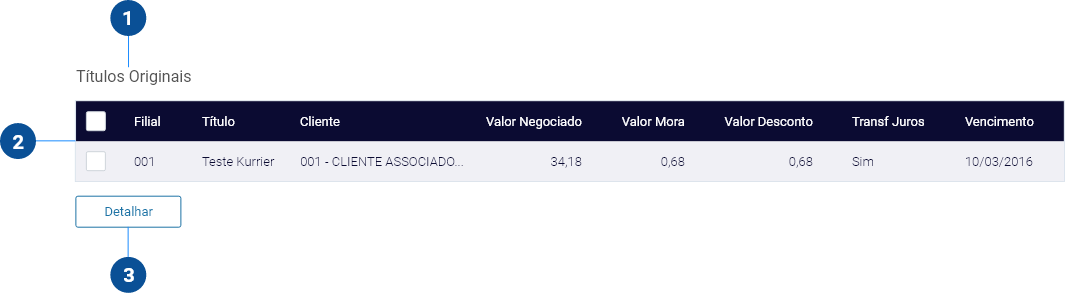 1
Títulos Originais
Filial Título Cliente Valor Negociado Valor Mora Valor Desconto Transf Juros Vencimento
2
001 Teste Kurrier 001 - CLIENTE ASSOCIADO... 34,18 0,68 0,68 Sim 10/03/2016
Detalhar
3